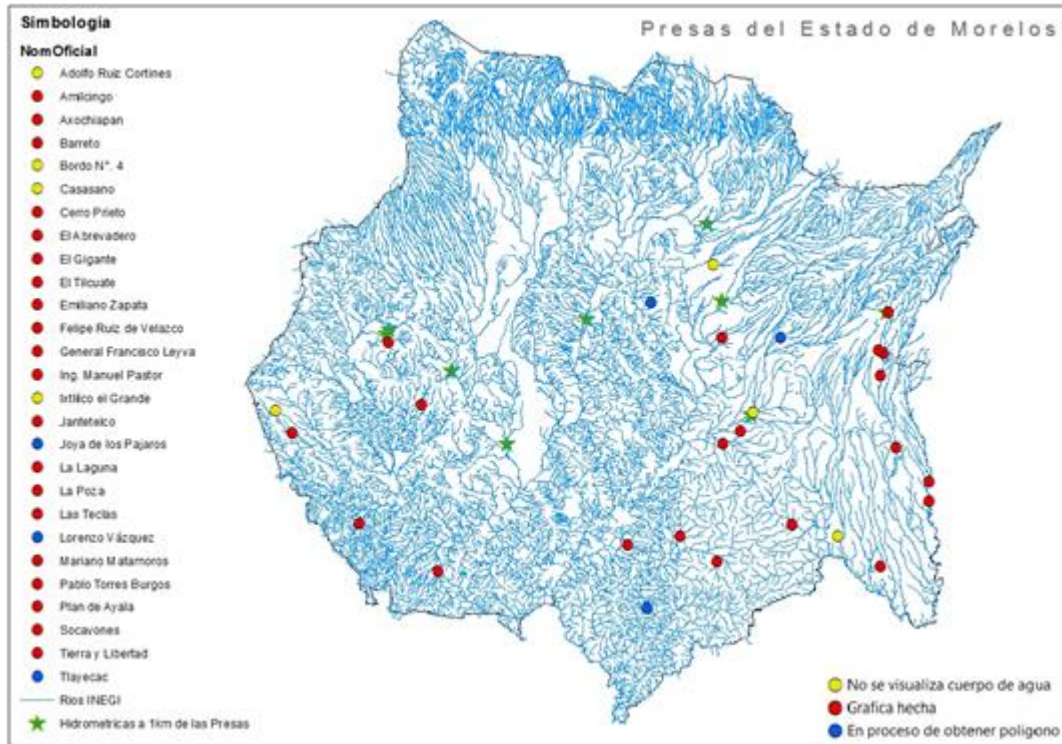 Simbología
Presas del Estado de Morelos
NomOficial
Adolfo Ruiz Cortines
Amilcingo
Axochiapan
Barreto
Bordo N°. 4
Casasano
Cerro Prieto
El Abrevadero
El Gigante
El Tilcuate
Emiliano Zapata
Felipe Ruiz de Velazco
General Francisco Leyva
Ing. Manuel Pastor
Ixtlilco el Grande
Jantetelco
Joya de los Pajaros
La Laguna
La Poza
Las Teclas
Lorenzo Vázquez
Mariano Matamoros
Pablo Torres Burgos
Plan de Ayala
Socavones
Tierra y Libertad
Tlayecac
Rios INEGI
Hidrometricas a 1km de las Presas
No se visualiza cuerpo de agua
Grafica hecha
En proceso de obtener poligono